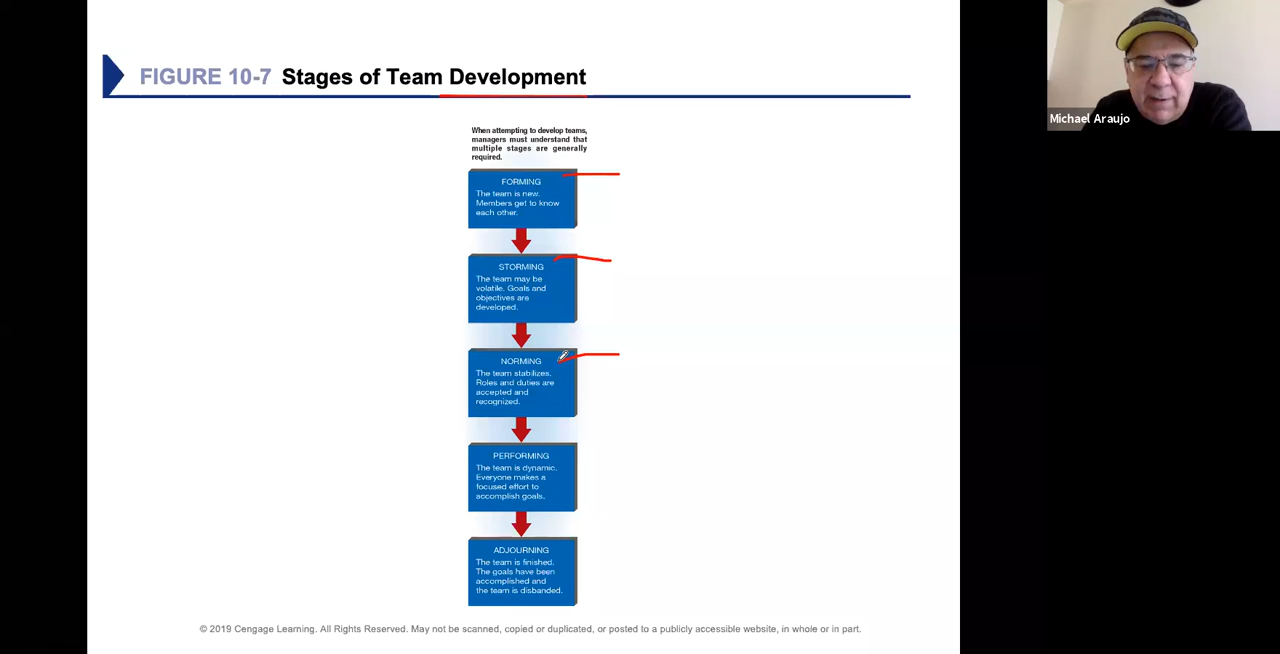 FIGURE 10-7 Stages of Team Development
Michael Araujo
When attempting to develop teams,
managers must understand that
multiple stages are generally
required.
FORMING
The team is new.
Members get to know
each other.
STORMING
The team may be
volatile. Goals and
objectives are
developed.
NORMING
The team stabilizes.
Roles and duties are
accepted and
recognized.
PERFORMING
The team is dynamic.
Everyone makes a
focused effort to
accomplish goals.
ADJOURNING
The team is finished.
The goals have been
accomplished and
the team is disbanded.
© 2019 Cengage Learning. All Rights Reserved. May not be scanned, copied or duplicated, or posted to a publicly accessible website, in whole or in part.